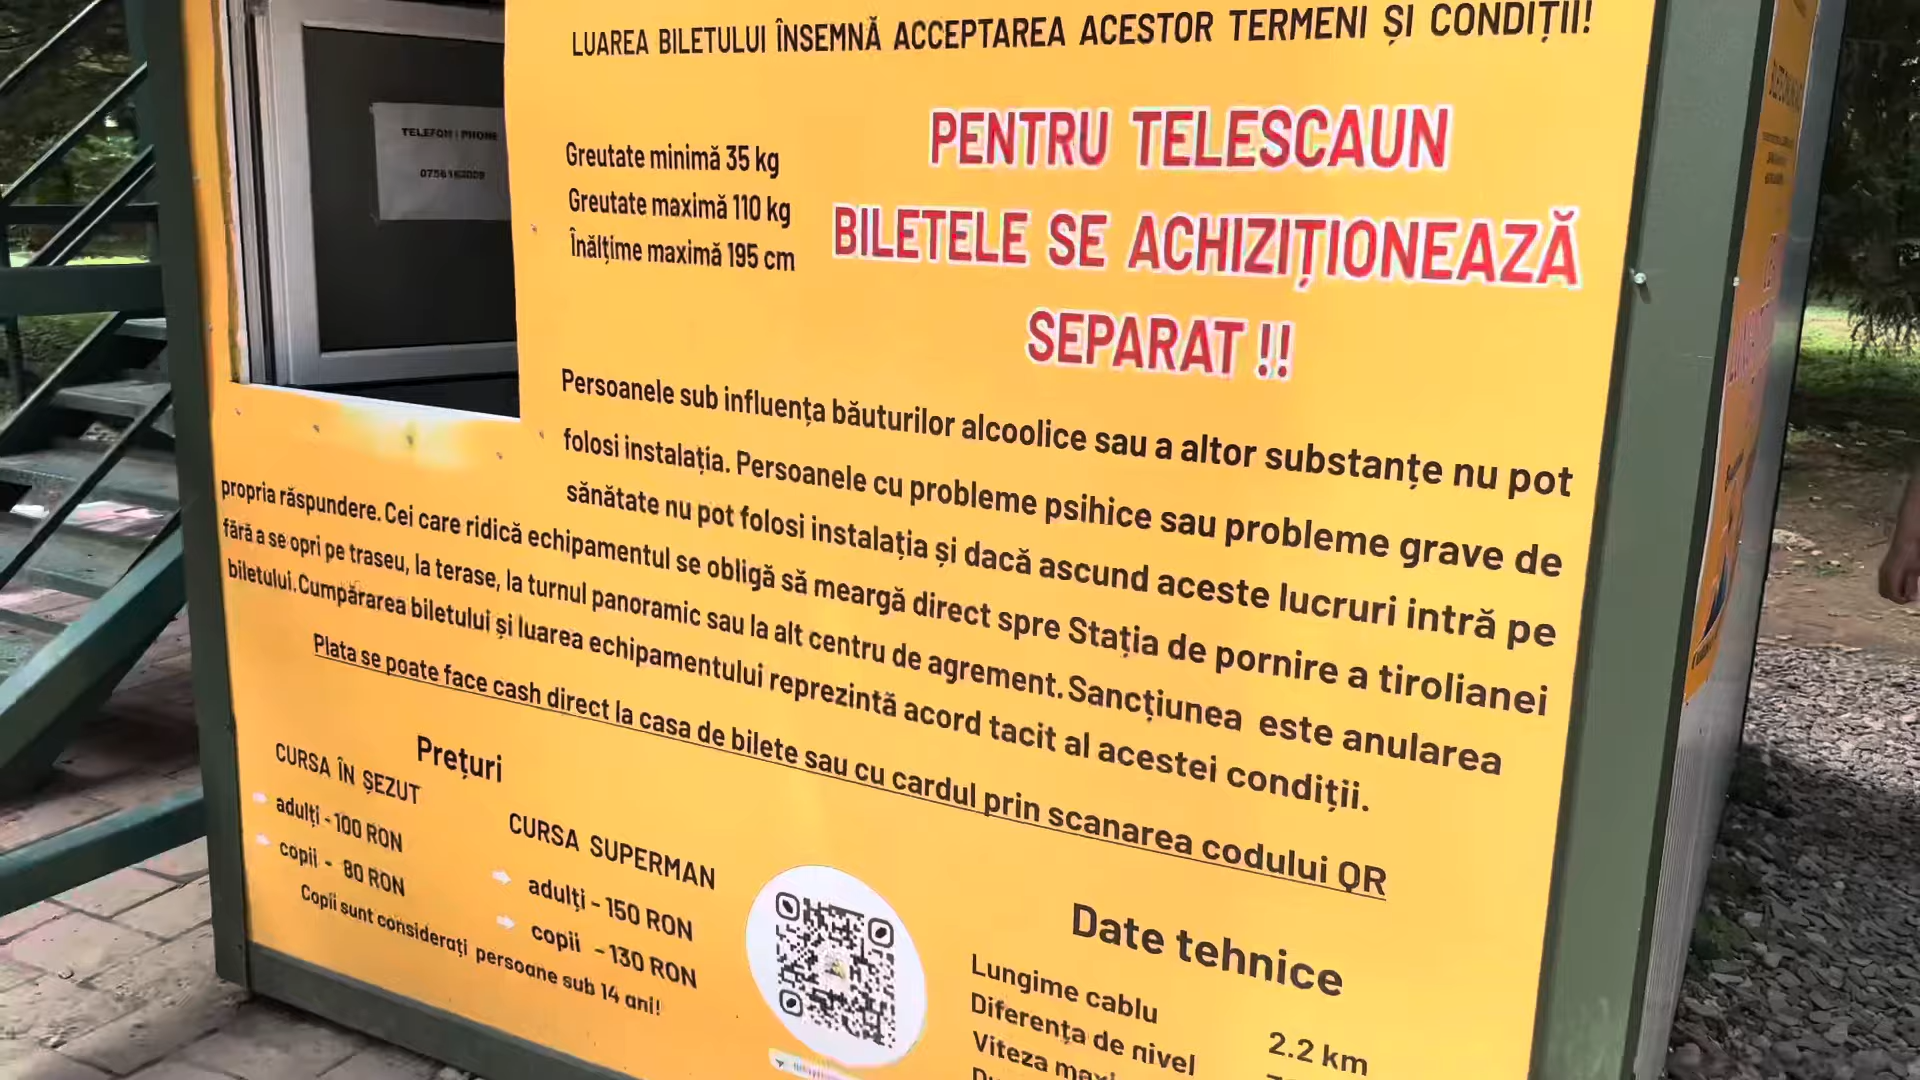 LUAREA BILETULUI ÎNSEMNĂ ACCEPTAREA ACESTOR TERMENI ȘI CONDIȚII!
TELEFON | PHONE
Greutate minimă 35 kg
Greutate maximă 110 kg
Înălțime maximă 195 cm
PENTRU TELESCAUN
BILETELE SE ACHIZIȚIONEAZĂ
SEPARAT !!
Persoanele sub influența băuturilor alcoolice sau a altor substanțe nu pot
folosi instalația. Persoanele cu probleme psihice sau probleme grave de
sănătate nu pot folosi instalația și dacă ascund aceste lucruri intră pe
propria răspundere. Cei care ridică echipamentul se obligă să meargă direct spre Stația de pornire a tirolianei
fără a se opri pe traseu, la terase, la turnul panoramic sau la alt centru de agrement. Sancțiunea este anularea
biletului. Cumpărarea biletului și luarea echipamentului reprezintă acord tacit al acestei condiții.
Plata se poate face cash direct la casa de bilete sau cu cardul prin scanarea codului QR
Prețuri
CURSA ÎN ȘEZUT
adulți - 100 RON
copii - 80 RON
CURSA SUPERMAN
adulți - 150 RON
copii - 130 RON
Copii sunt considerați persoane sub 14 ani!
Date tehnice
Lungime cablu
2.2 km
Diferența de nivel
Viteza